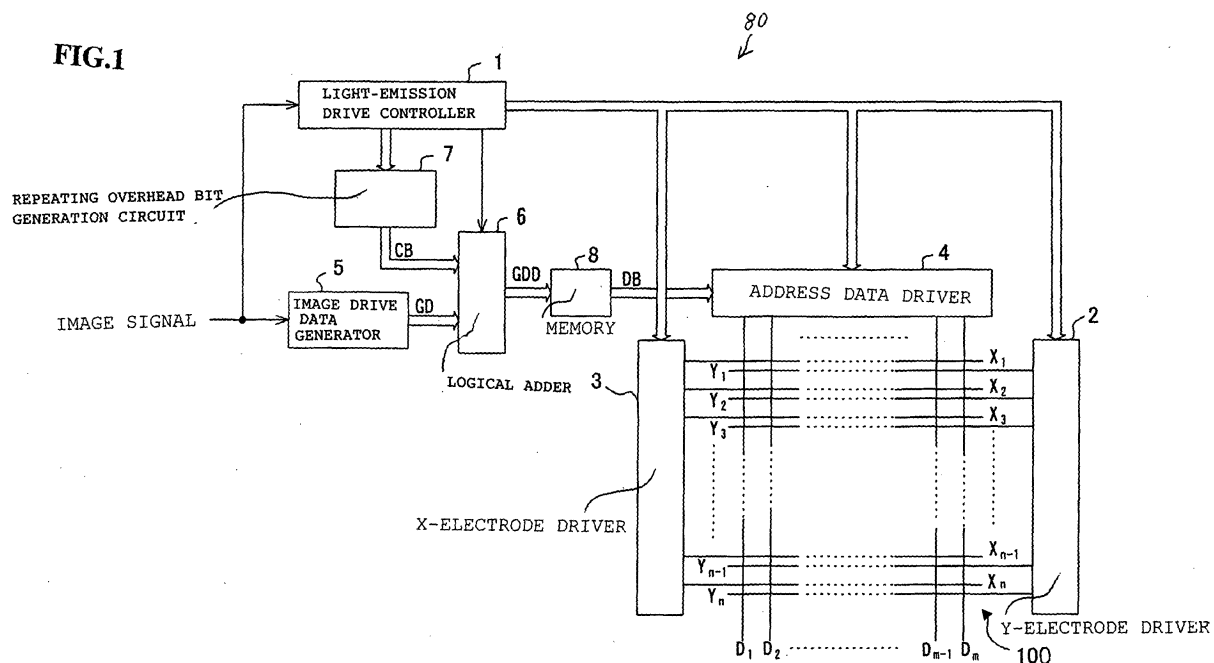 80
FIG.1
1
LIGHT-EMISSION
DRIVE CONTROLLER
7
REPEATING OVERHEAD BIT
GENERATION CIRCUIT
6
CB
GDD
8
DB
4
5
IMAGE DRIVE
DATA
GENERATOR
GD
IMAGE SIGNAL
MEMORY
ADDRESS DATA DRIVER
LOGICAL ADDER
2
3
X1
Y1
X2
Y2
X3
Y3
X-ELECTRODE DRIVER
Xn-1
Yn-1
Xn
Yn
Y-ELECTRODE DRIVER
D1 D2 Dm-1 Dm
100